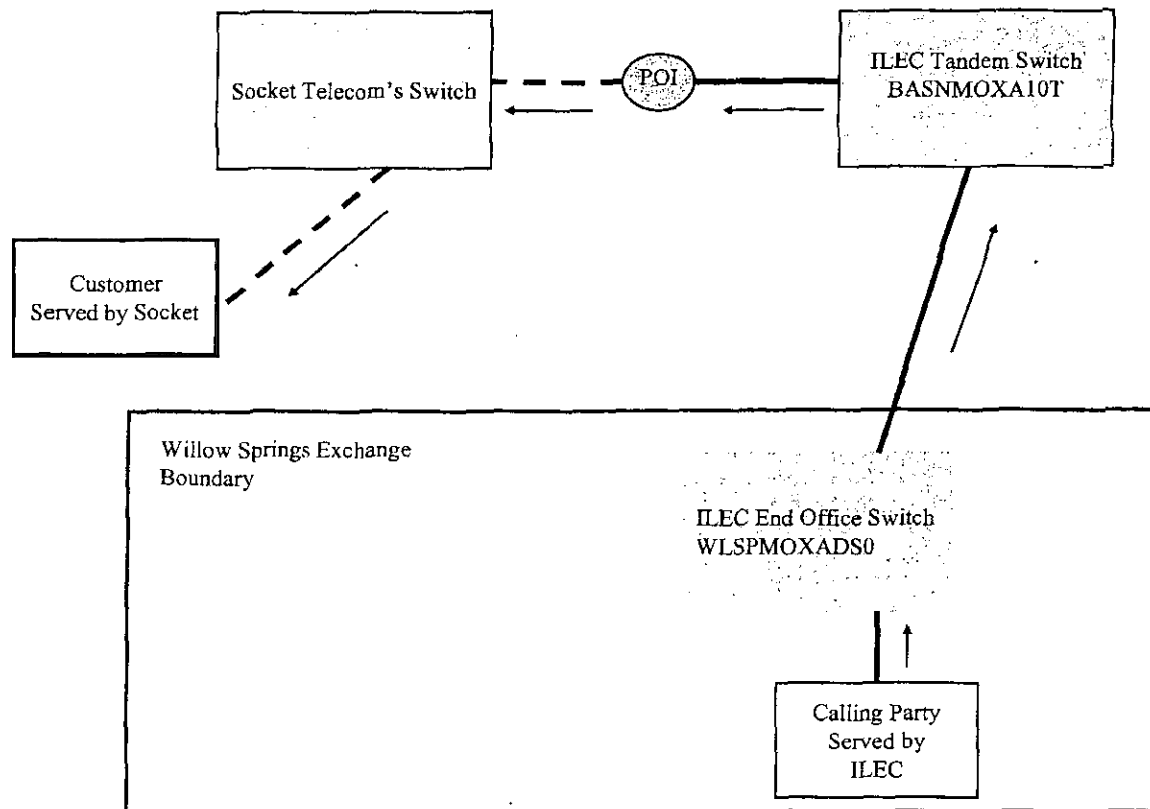 Socket Telecom's Switch
POI
ILEC Tandem Switch
BASNMOXA10T
Customer
Served by Socket
Willow Springs Exchange
Boundary
ILEC End Office Switch
WLSPMOXADS0
Calling Party
Served by
ILEC